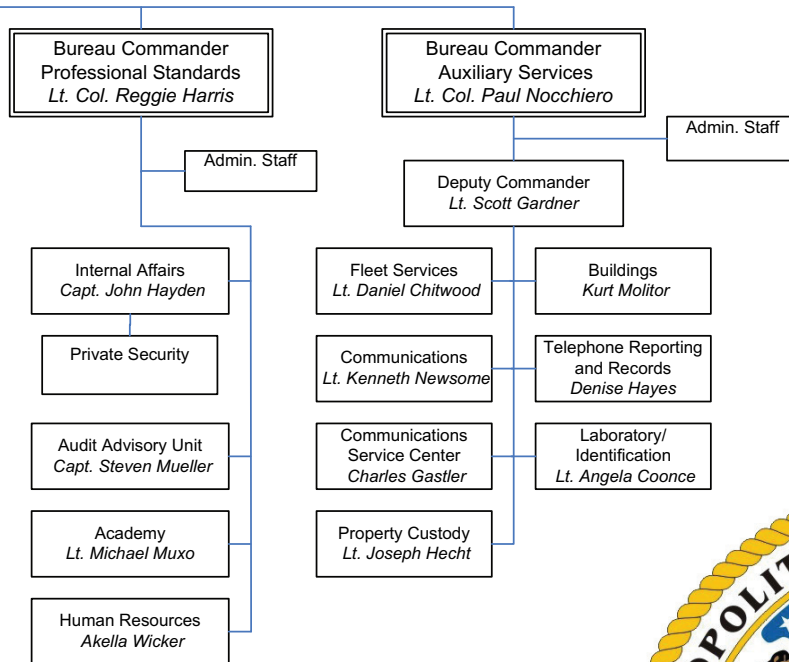 Bureau Commander
Professional Standards
Lt. Col. Reggie Harris
Bureau Commander
Auxiliary Services
Lt. Col. Paul Nocchiero
Admin. Staff
Admin. Staff
Deputy Commander
Lt. Scott Gardner
Internal Affairs
Capt. John Hayden
Private Security
Audit Advisory Unit
Capt. Steven Mueller
Academy
Lt. Michael Muxo
Human Resources
Akella Wicker
Fleet Services
Lt. Daniel Chitwood
Buildings
Kurt Molitor
Communications
Lt. Kenneth Newsome
Telephone Reporting
and Records
Denise Hayes
Communications
Service Center
Charles Gastler
Laboratory/
Identification
Lt. Angela Coonce
Property Custody
Lt. Joseph Hecht
OPOLIT